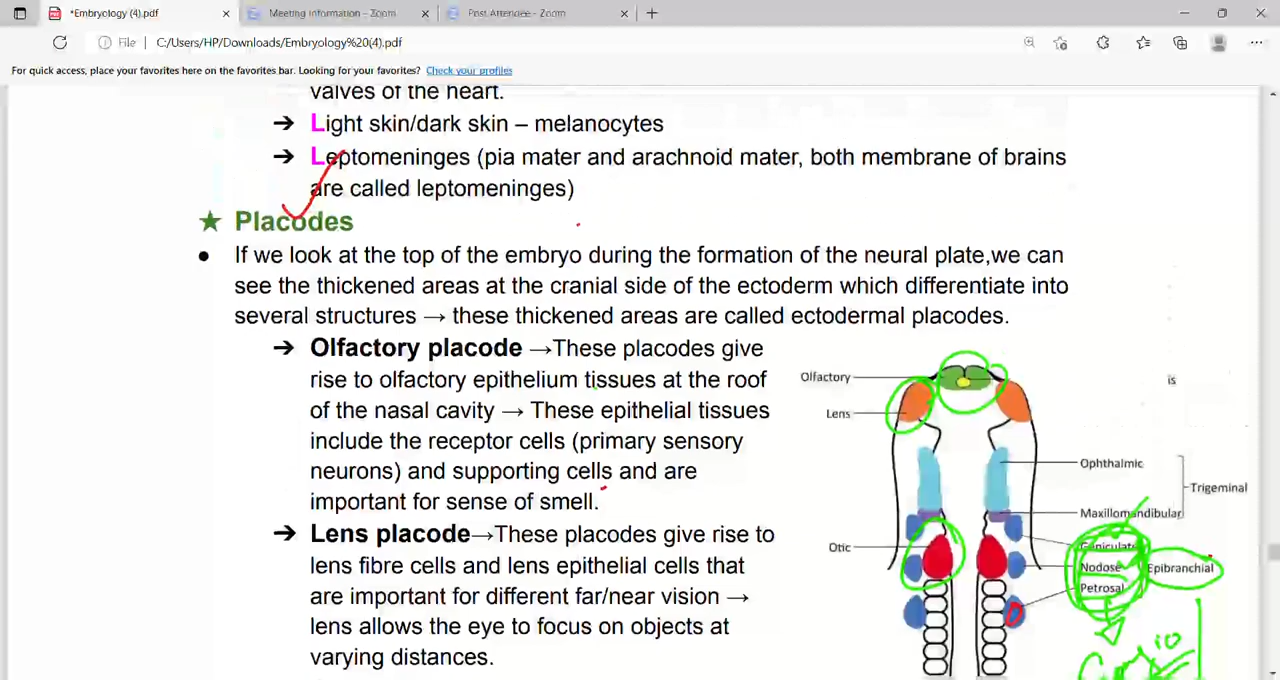 *Embryology (4).pdf
Meeting Information - Zoom
Post Attendee - Zoom
File
C:/Users/HP/Downloads/Embryology%20(4).pdf
For quick access, place your favorites here on the favorites bar. Looking for your favorites? Check your profiles
valves of the heart.
→ Light skin/dark skin – melanocytes
→ Leptomeninges (pia mater and arachnoid mater, both membrane of brains
are called leptomeninges)
★ Placodes
● If we look at the top of the embryo during the formation of the neural plate,we can
see the thickened areas at the cranial side of the ectoderm which differentiate into
several structures → these thickened areas are called ectodermal placodes.
→ Olfactory placode →These placodes give
rise to olfactory epithelium tissues at the roof
of the nasal cavity → These epithelial tissues
include the receptor cells (primary sensory
neurons) and supporting cells and are
important for sense of smell.
→ Lens placode→These placodes give rise to
lens fibre cells and lens epithelial cells that
are important for different far/near vision →
lens allows the eye to focus on objects at
varying distances.
Olfactory
Lens
Otic
is
Ophthalmic
Trigeminal
Maxillomandibular
Geniculate
Nodose
Epibranchial
Petrosal